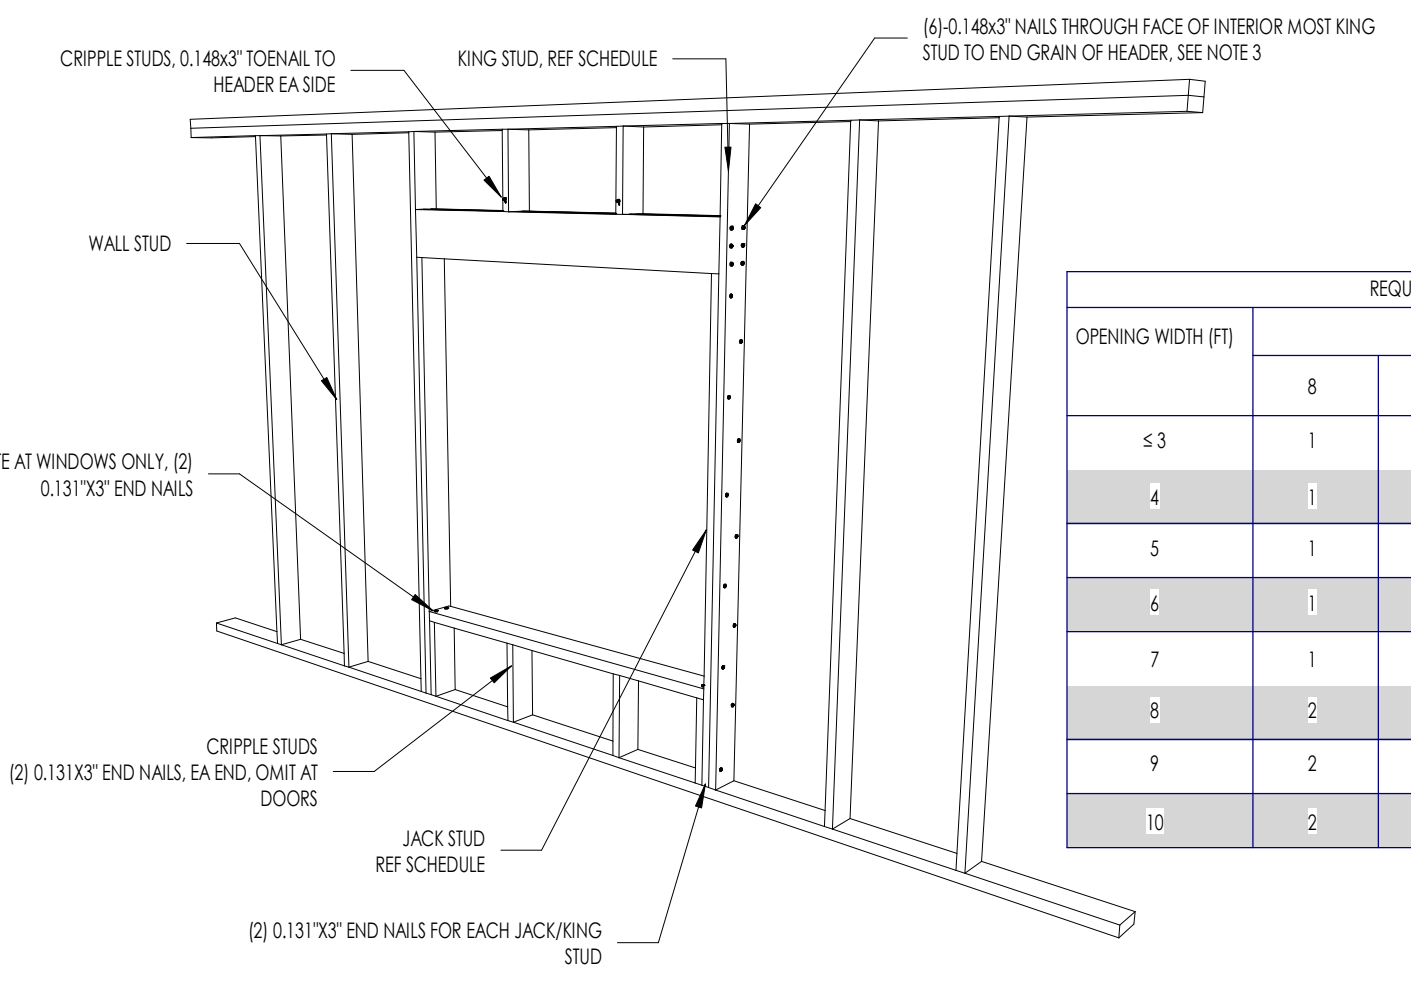 (6)-0.148x3" NAILS THROUGH FACE OF INTERIOR MOST KING
STUD TO END GRAIN OF HEADER, SEE NOTE 3
CRIPPLE STUDS, 0.148x3" TOENAIL TO
HEADER EA SIDE
KING STUD, REF SCHEDULE
WALL STUD
AT WINDOWS ONLY, (2)
0.131"X3" END NAILS
CRIPPLE STUDS
(2) 0.131X3" END NAILS, EA END, OMIT AT
DOORS
JACK STUD
REF SCHEDULE
(2) 0.131"X3" END NAILS FOR EACH JACK/KING
STUD
OPENING WIDTH (FT)
8
≤ 3 1
4 1
5 1
6 1
7 1
8 2
9 2
10 2